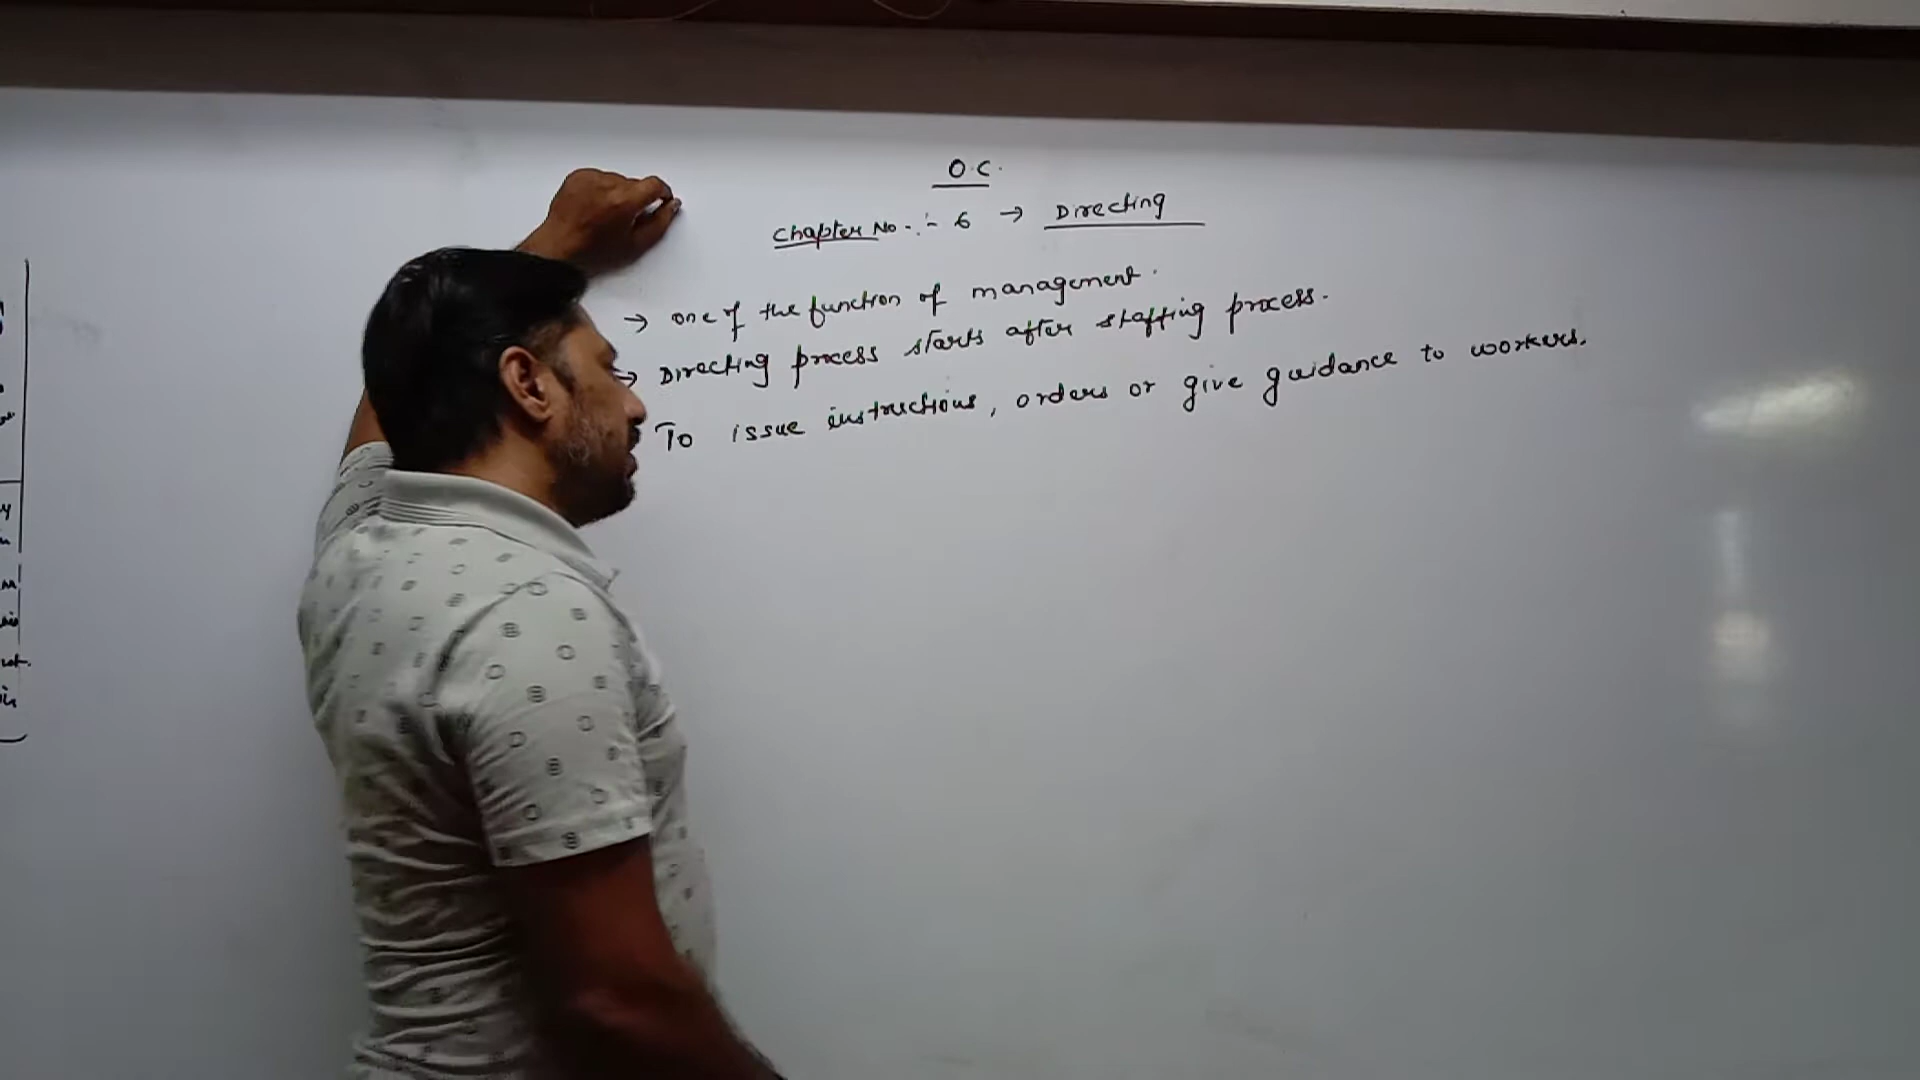 O.C.
Chapter No.:- 6 → Directing
→ one of the function of management.
→ Directing process starts after staffing process.
To issue instructions, orders or give guidance to workers.